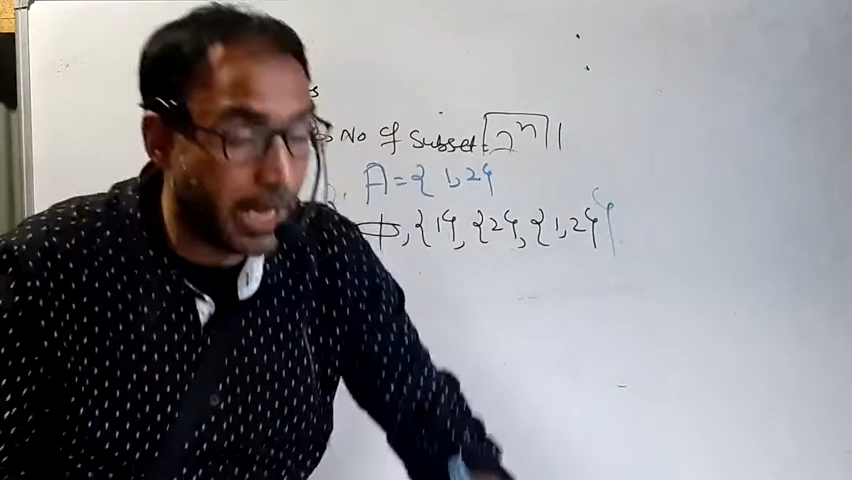 s
No of Subset = 2ⁿ
A = { 1, 2}
ϕ, {1}, {2}, {1, 2}}